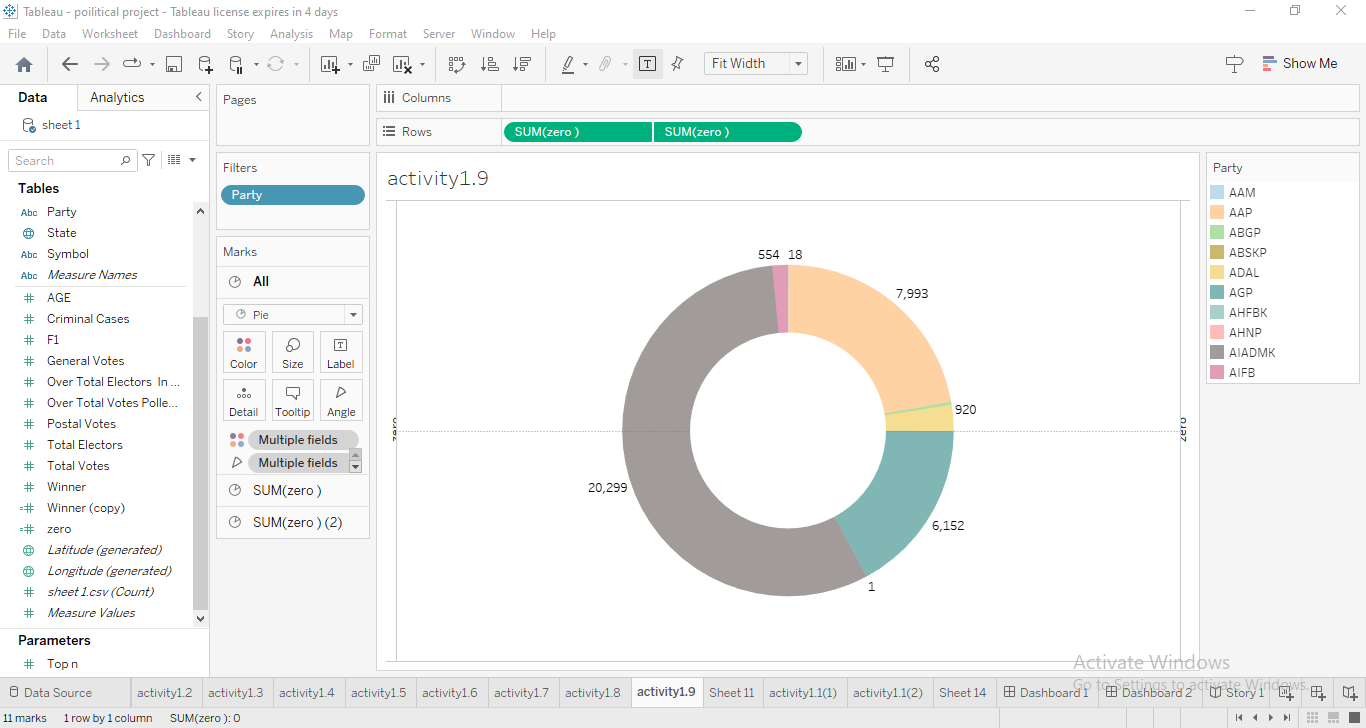 Tableau - poilitical project - Tableau license expires in 4 days
File Data Worksheet Dashboard Story Analysis Map Format Server Window Help
Fit Width
Show Me
Data Analytics
sheet 1
Search
Tables
Abc Party
State
Abc Symbol
Abc Measure Names
AGE
Criminal Cases
F1
General Votes
Over Total Electors In ...
Over Total Votes Polle...
Postal Votes
Total Electors
Total Votes
Winner
Winner (copy)
zero
Latitude (generated)
Longitude (generated)
sheet 1.csv (Count)
Measure Values
Parameters
Top n
Pages
Filters
Party
Marks
All
Pie
Color Size Label
Detail Tooltip Angle
Multiple fields
Multiple fields
SUM(zero )
SUM(zero ) (2)
Columns
Rows SUM(zero ) SUM(zero )
activity1.9
554 18
7,993
920
zero zero
20,299
6,152
1
Party
AAM
AAP
ABGP
ABSKP
ADAL
AGP
AHFBK
AHNP
AIADMK
AIFB
Activate Windows
Go to Settings to activate Windows.
Data Source activity1.2 activity1.3 activity1.4 activity1.5 activity1.6 activity1.7 activity1.8 activity1.9 Sheet 11 activity1.1(1) activity1.1(2) Sheet 14 Dashboard 1 Dashboard 2 Story 1
11 marks 1 row by 1 column SUM(zero ): 0